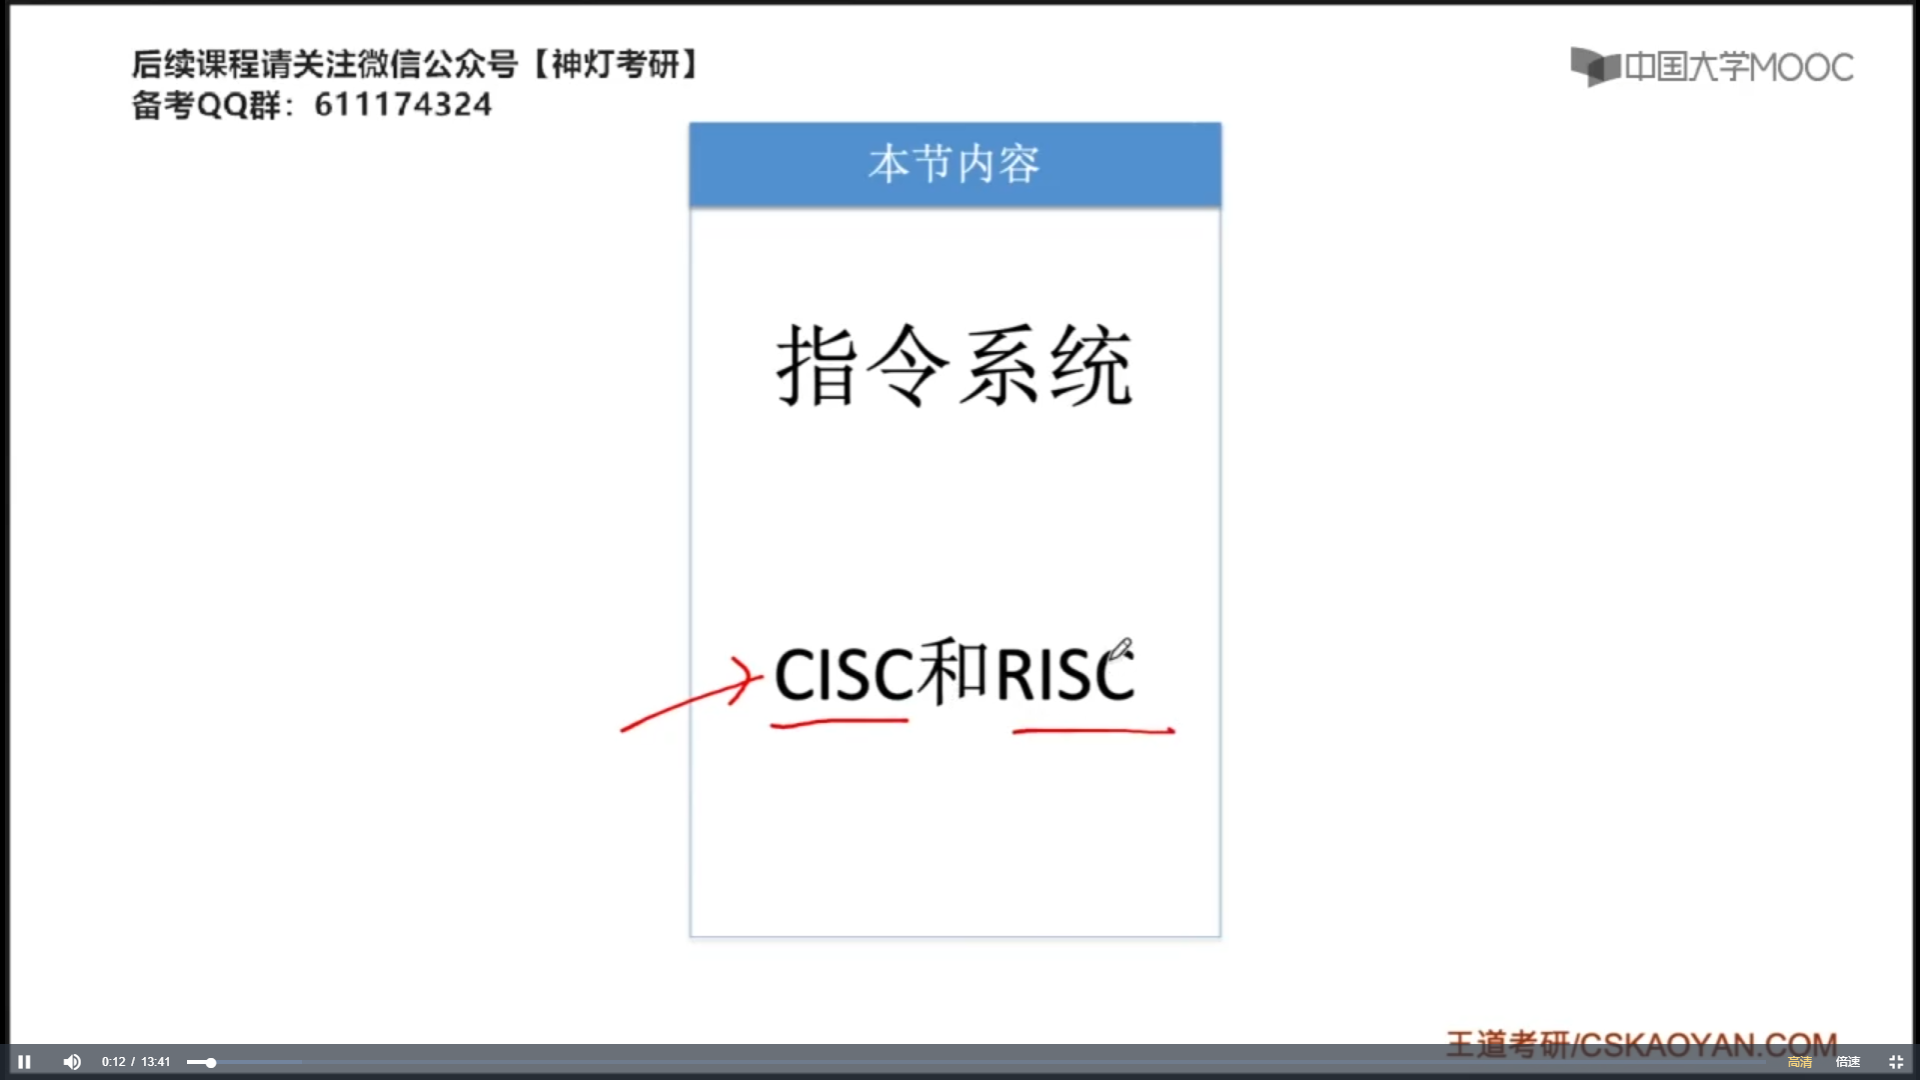 后续课程请关注微信公众号【神灯考研】
备考QQ群：611174324
中国大学MOOC
本节内容
指令系统
CISC和RISC
王道考研/CSKAOYAN.COM
0:12 / 13:41
高清
倍速